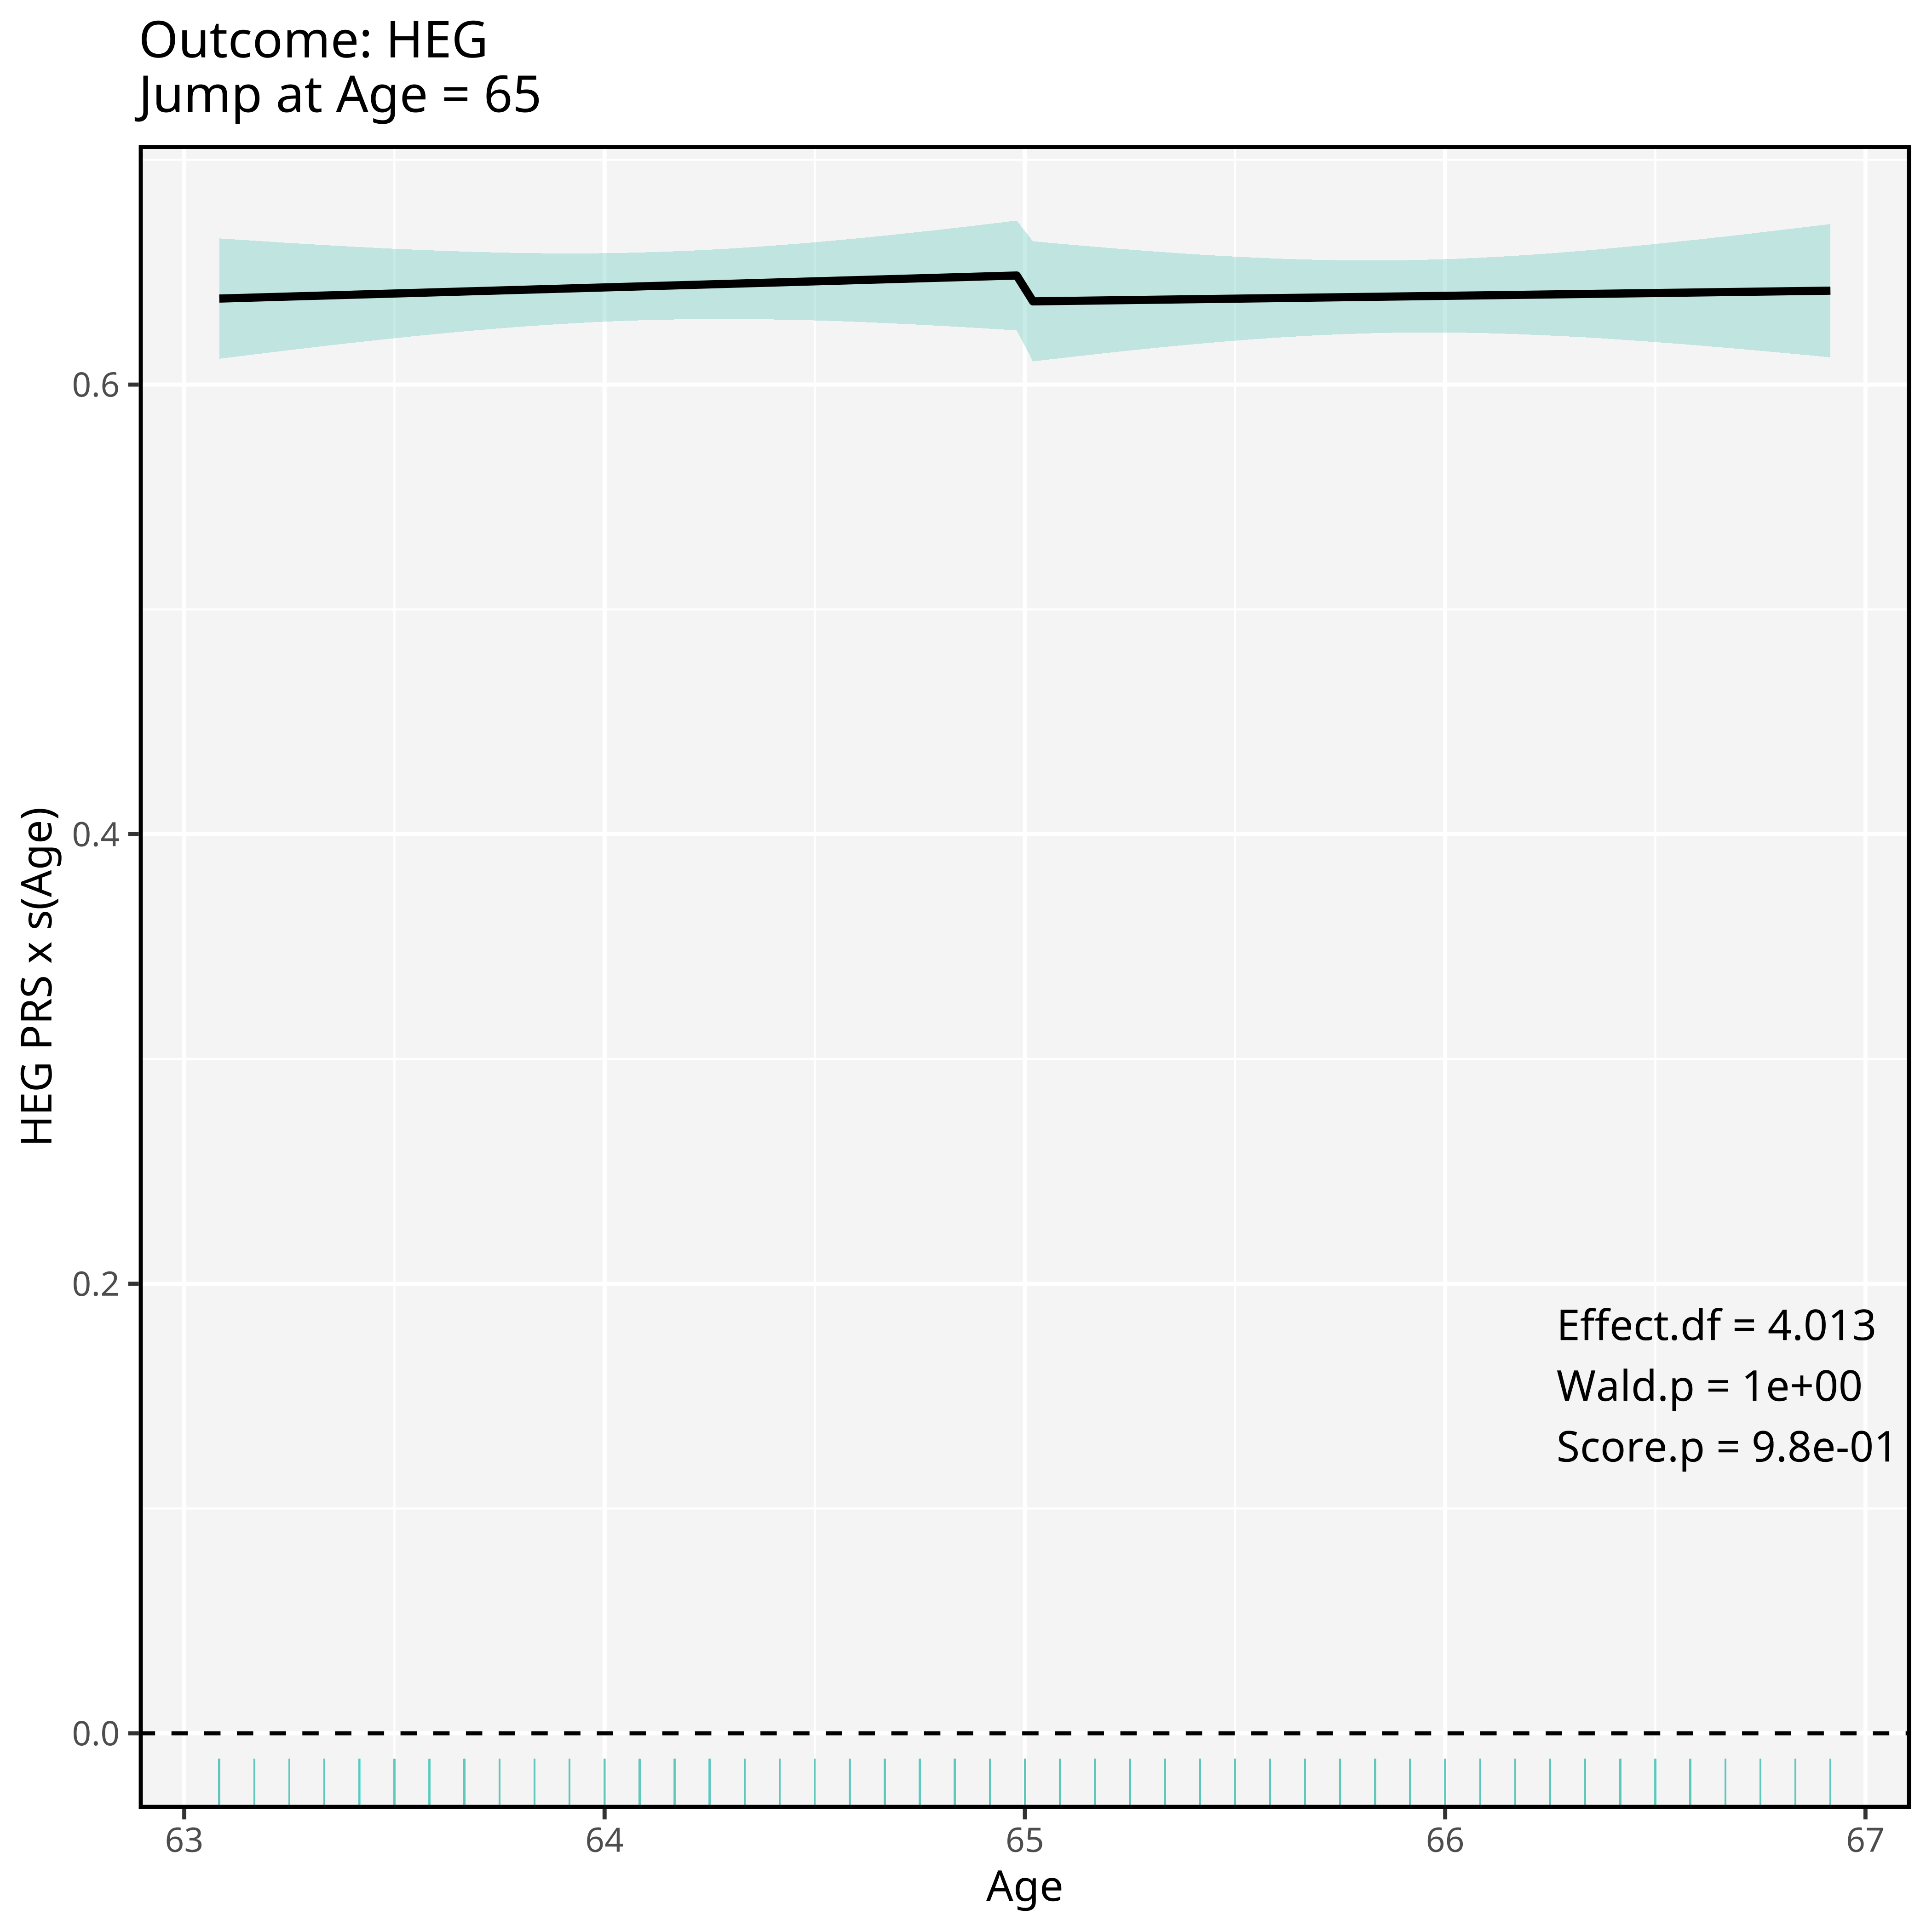 Outcome: HEG
Jump at Age = 65
HEG PRS x s(Age)
0.6
0.4
0.2
0.0
Effect.df = 4.013
Wald.p = 1e+00
Score.p = 9.8e-01
63 64 65 66 67
Age